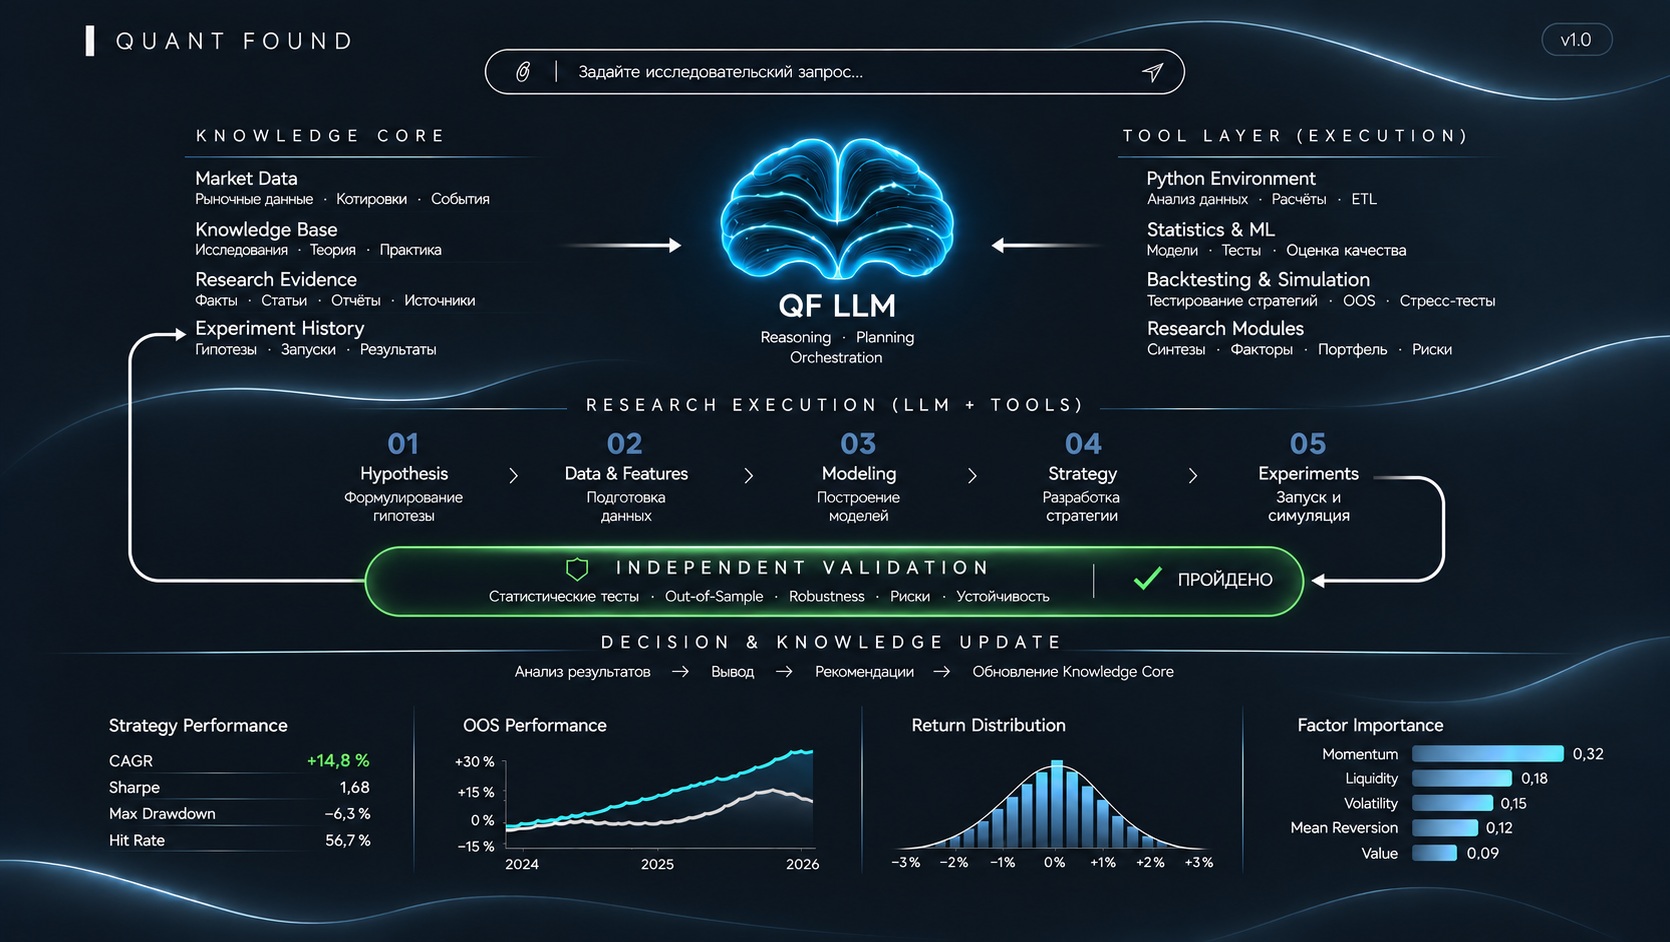 QUANT FOUND
v1.0
Задайте исследовательский запрос...
KNOWLEDGE CORE
Market Data
Рыночные данные · Котировки · События
Knowledge Base
Исследования · Теория · Практика
Research Evidence
Факты · Статьи · Отчёты · Источники
Experiment History
Гипотезы · Запуски · Результаты
QF LLM
Reasoning · Planning
Orchestration
TOOL LAYER (EXECUTION)
Python Environment
Анализ данных · Расчёты · ETL
Statistics & ML
Модели · Тесты · Оценка качества
Backtesting & Simulation
Тестирование стратегий · OOS · Стресс-тесты
Research Modules
Синтезы · Факторы · Портфель · Риски
RESEARCH EXECUTION (LLM + TOOLS)
01
Hypothesis
Формулирование
гипотезы
02
Data & Features
Подготовка
данных
03
Modeling
Построение
моделей
04
Strategy
Разработка
стратегии
05
Experiments
Запуск и
симуляция
INDEPENDENT VALIDATION
Статистические тесты · Out-of-Sample · Robustness · Риски · Устойчивость
ПРОЙДЕНО
DECISION & KNOWLEDGE UPDATE
Анализ результатов → Вывод → Рекомендации → Обновление Knowledge Core
Strategy Performance
CAGR +14,8 %
Sharpe 1,68
Max Drawdown −6,3 %
Hit Rate 56,7 %
OOS Performance
+30 %
+15 %
0 %
−15 %
2024 2025 2026
Return Distribution
−3 % −2 % −1 % 0 % +1 % +2 % +3 %
Factor Importance
Momentum 0,32
Liquidity 0,18
Volatility 0,15
Mean Reversion 0,12
Value 0,09